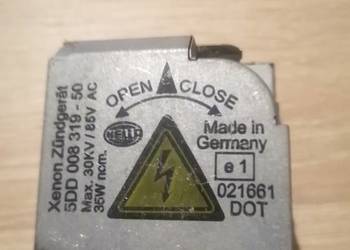 OPEN CLOSE
HELLA
Xenon Zündgerät
5DD 008 319 - 50
Max. 30KV / 85V AC
35W nom.
Made in
Germany
e 1
021661
DOT